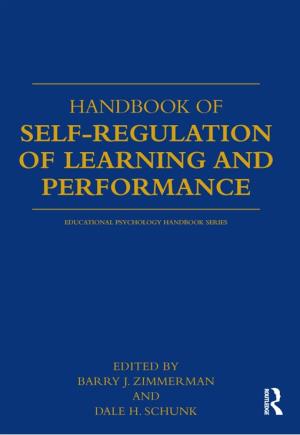 HANDBOOK OF
SELF-REGULATION
OF LEARNING AND
PERFORMANCE
EDUCATIONAL PSYCHOLOGY HANDBOOK SERIES
EDITED BY
BARRY J. ZIMMERMAN
AND
DALE H. SCHUNK
ROUTLEDGE